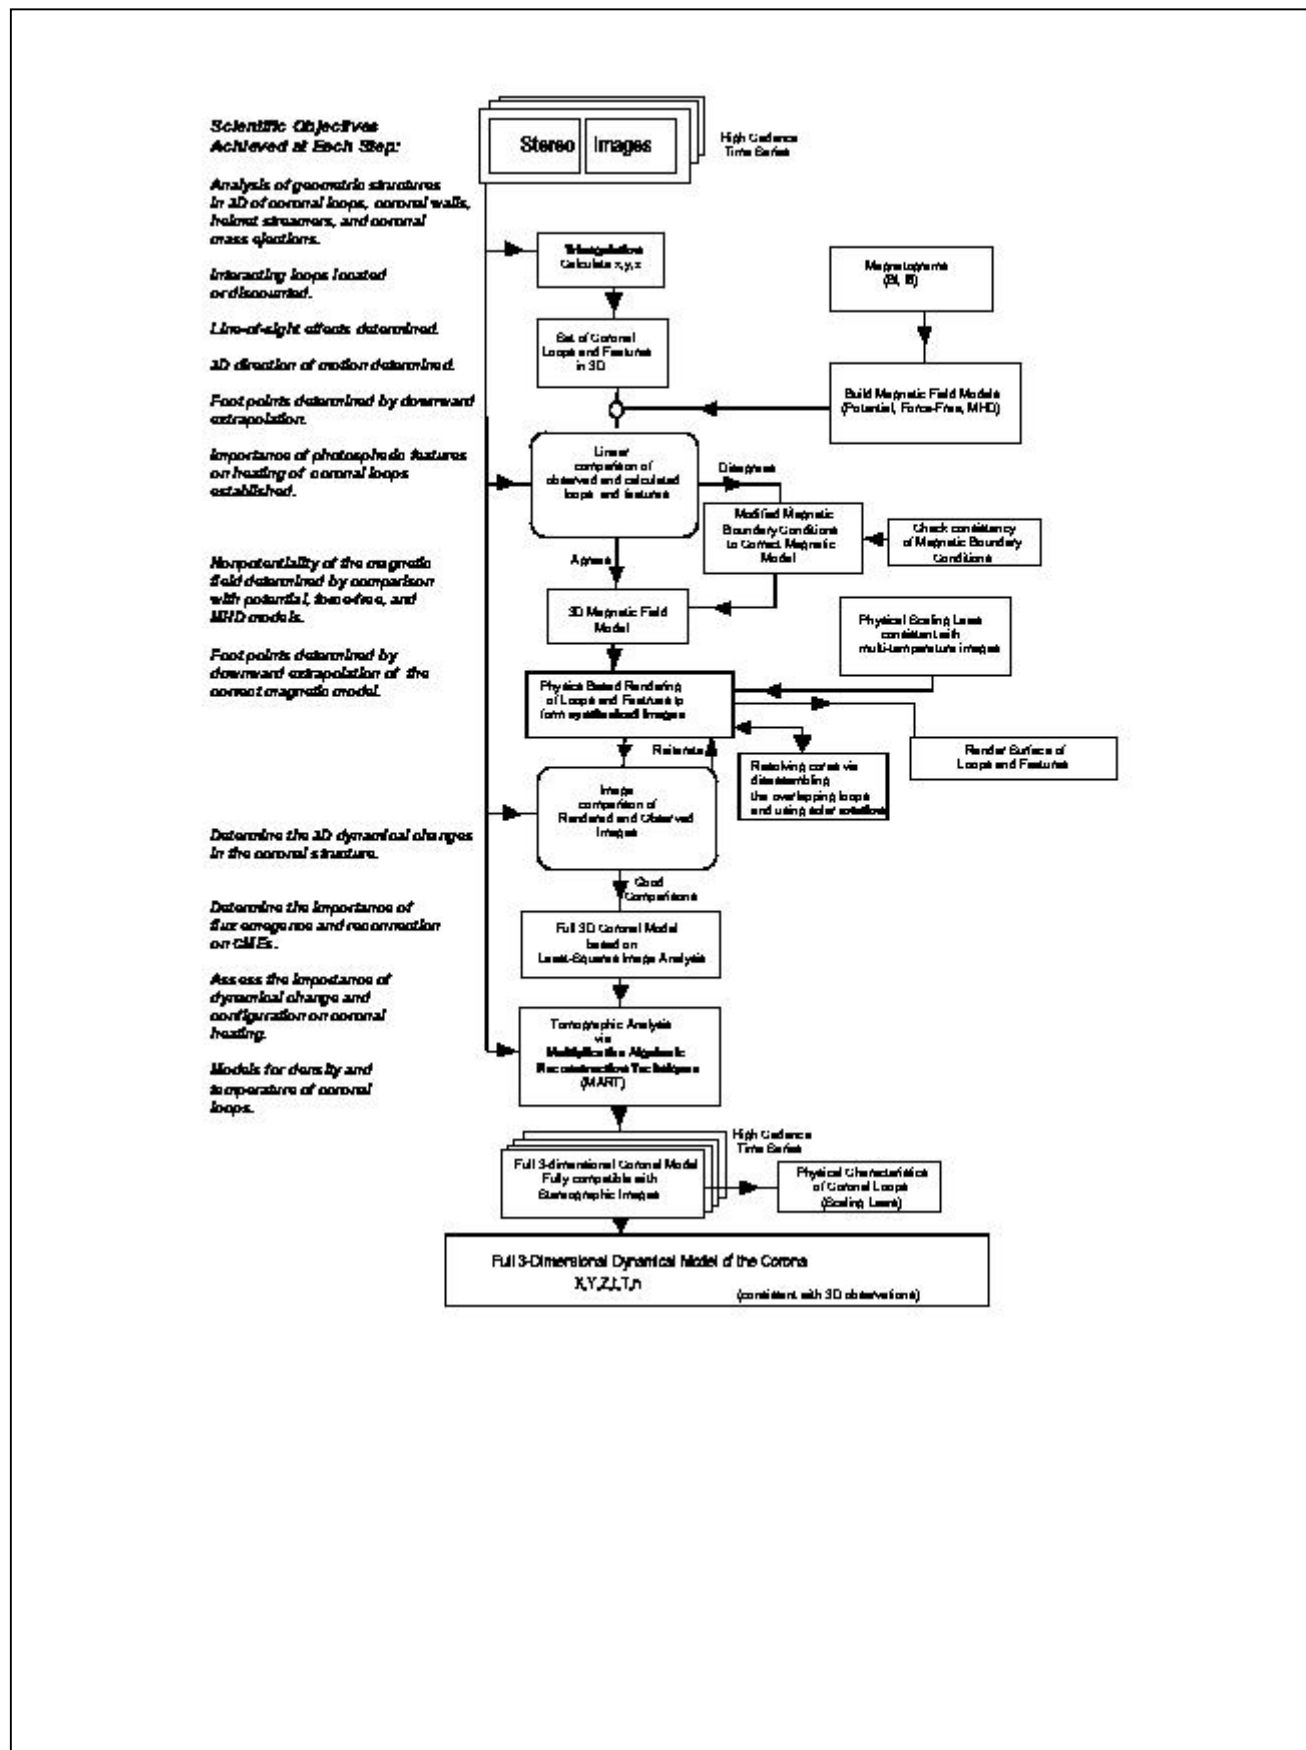 Scientific Objectives
Achieved at Each Step:
Analysis of geometric structures
in 3D of coronal loops, coronal walls,
helmet streamers, and coronal
mass ejections.
Interacting loops located
or discounted.
Line-of-sight effects determined.
3D direction of motion determined.
Foot points determined by downward
extrapolation.
Importance of photospheric features
on heating of coronal loops
established.
Nonpotentiality of the magnetic
field determined by comparison
with potential, force-free, and
MHD models.
Foot points determined by
downward extrapolation of the
correct magnetic model.
Determine the 3D dynamical changes
in the coronal structure.
Determine the importance of
flux emergence and reconnection
on CMEs.
Assess the importance of
dynamical change and
configuration on coronal
heating.
Models for density and
temperature of coronal
loops.
Stereo Images
High Cadence
Time Series
Triangulation
Calculate x,y,z
Magnetograms
Set of Coronal
Loops and Features
in 3D
Build Magnetic Field Models
(Potential, Force-Free, MHD)
Linear
comparison of
observed and calculated
loops and features
Disagrees
Modified Magnetic
Boundary Conditions
to Correct Magnetic
Model
Check consistancy
of Magnetic Boundary
Conditions
Agrees
3D Magnetic Field
Model
Physical Scaling Laws
consistent with
multi-temperature images
Physics Based Rendering
of Loops and Features to
form synthesized Images
Render Surface of
Loops and Features
Reiterate
Resolving cores via
disassembling
the overlapping loops
and using solar rotation
Image
comparison of
Rendered and Observed
Images
Good
Comparisons
Full 3D Coronal Model
based on
Least-Squares Image Analysis
Tomographic Analysis
via
Multiplicative Algebraic
Reconstruction Techniques
(MART)
High Cadence
Time Series
Full 3-dimensional Coronal Model
Fully compatible with
Stereographic Images
Physical Characteristics
of Coronal Loops
(Scaling Laws)
Full 3-Dimensional Dynamical Model of the Corona
X,Y,Z,t,T,n
(consistent with 3D observations)